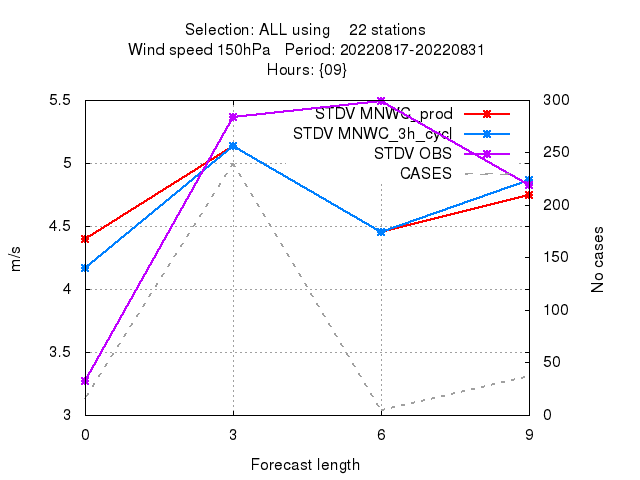 Selection: ALL using    22 stations
Wind speed 150hPa   Period: 20220817-20220831
Hours: {09}
5.5
5
4.5
4
3.5
3
m/s
STDV MNWC_prod
STDV MNWC_3h_cycl
STDV OBS
CASES
300
250
200
150
100
50
0
No cases
0 3 6 9
Forecast length